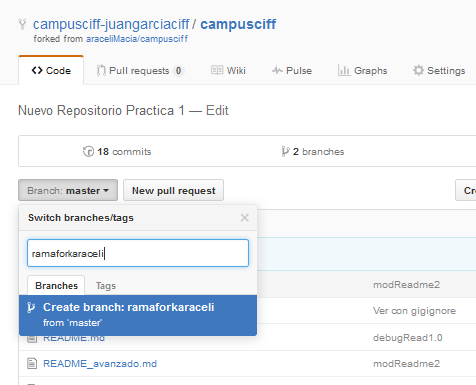 campusciff-juangarciaciff / campusciff
forked from araceliMacia/campusciff
Code Pull requests 0 Wiki Pulse Graphs Settings
Nuevo Repositorio Practica 1 — Edit
18 commits 2 branches
Branch: master New pull request
Switch branches/tags ×
ramaforkaraceli
Branches Tags
modReadme2
Create branch: ramaforkaraceli
from 'master'
Ver con gigignore
README.md debugRead1.0
README_avanzado.md modReadme2